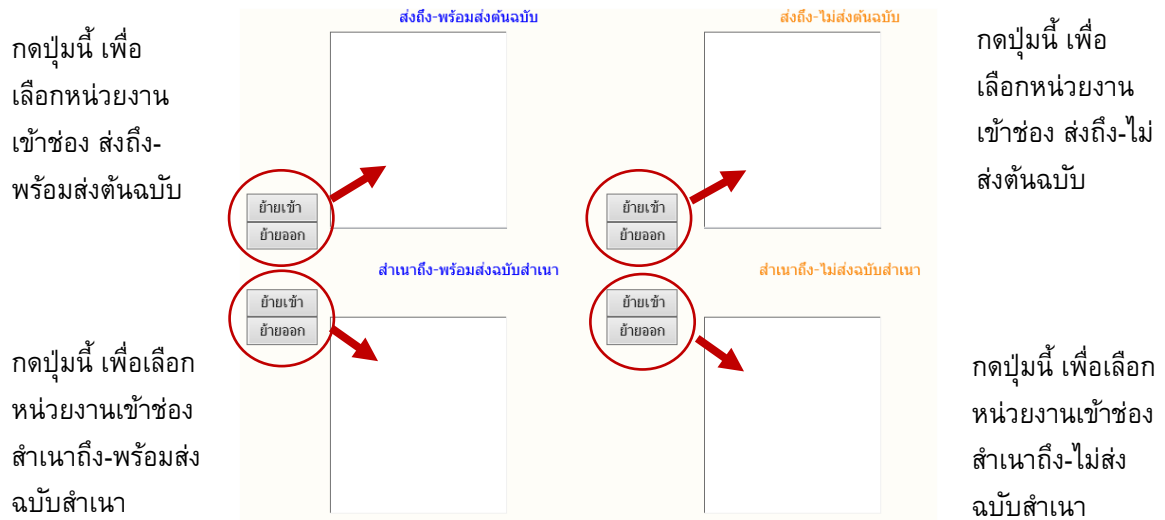 ส่งถึง-พร้อมส่งต้นฉบับ
ส่งถึง-ไม่ส่งต้นฉบับ
กดปุ่มนี้ เพื่อ
เลือกหน่วยงาน
เข้าช่อง ส่งถึง-
พร้อมส่งต้นฉบับ
กดปุ่มนี้ เพื่อ
เลือกหน่วยงาน
เข้าช่อง ส่งถึง-ไม่
ส่งต้นฉบับ
ย้ายเข้า
ย้ายออก
ย้ายเข้า
ย้ายออก
สำเนาถึง-พร้อมส่งฉบับสำเนา
สำเนาถึง-ไม่ส่งฉบับสำเนา
ย้ายเข้า
ย้ายออก
ย้ายเข้า
ย้ายออก
กดปุ่มนี้ เพื่อเลือก
หน่วยงานเข้าช่อง
สำเนาถึง-พร้อมส่ง
ฉบับสำเนา
กดปุ่มนี้ เพื่อเลือก
หน่วยงานเข้าช่อง
สำเนาถึง-ไม่ส่ง
ฉบับสำเนา